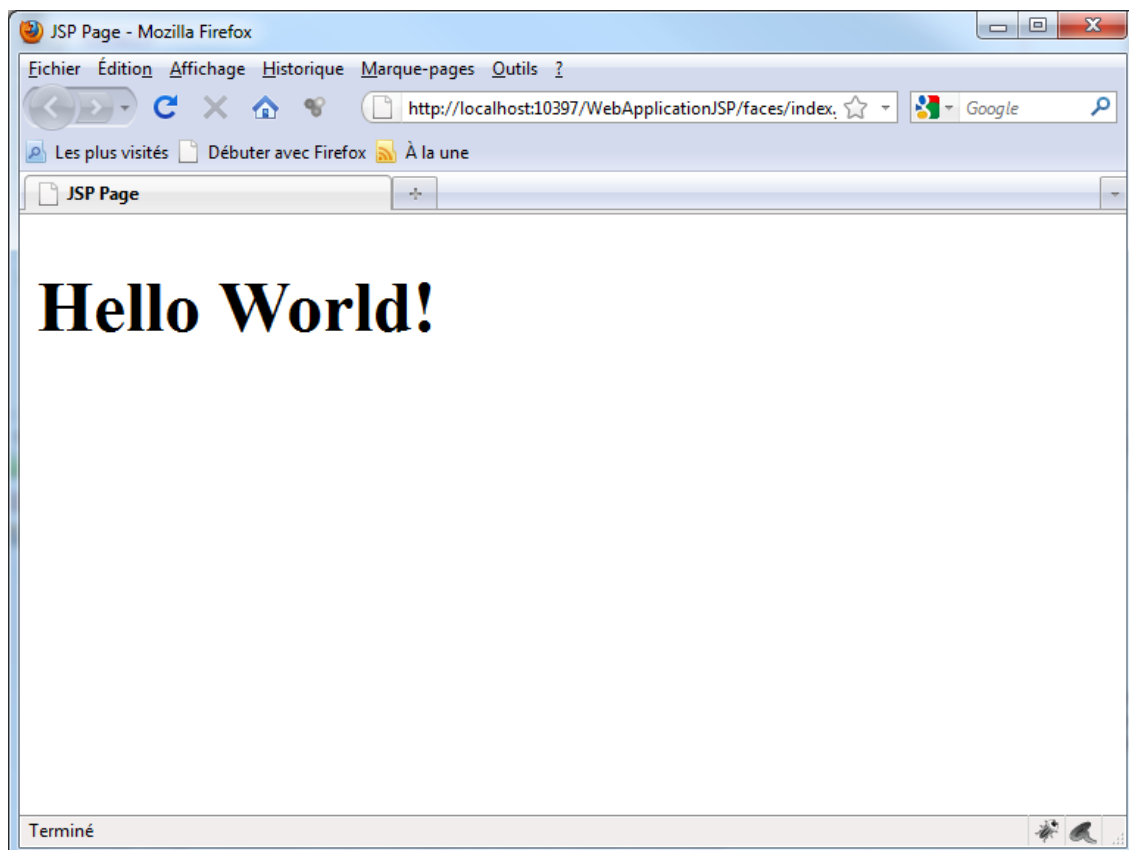 JSP Page - Mozilla Firefox
Fichier Édition Affichage Historique Marque-pages Outils ?
http://localhost:10397/WebApplicationJSP/faces/index. Google
Les plus visités Débuter avec Firefox À la une
JSP Page
Hello World!
Terminé